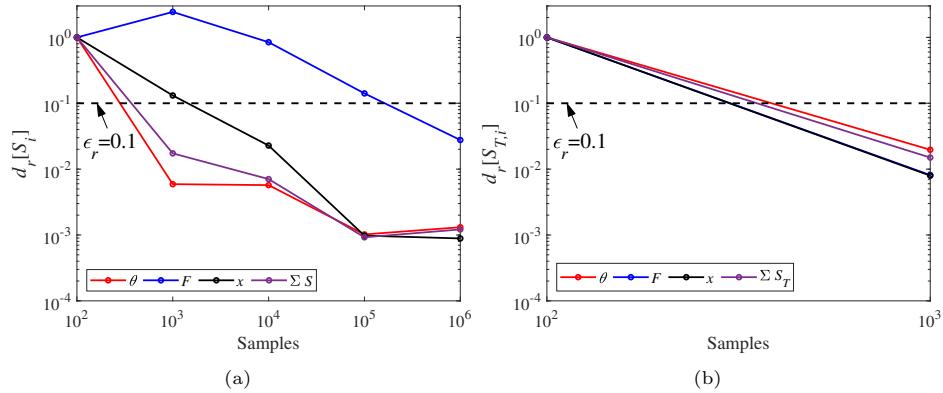 10^0
10^-1
10^-2
10^-3
10^-4
d_r[S_i]
ϵ_r=0.1
θ F x Σ S
10^2 10^3 10^4 10^5 10^6
Samples
(a)
10^0
10^-1
10^-2
10^-3
10^-4
d_r[S_{T,i}]
ϵ_r=0.1
θ F x Σ S_T
10^2 10^3
Samples
(b)